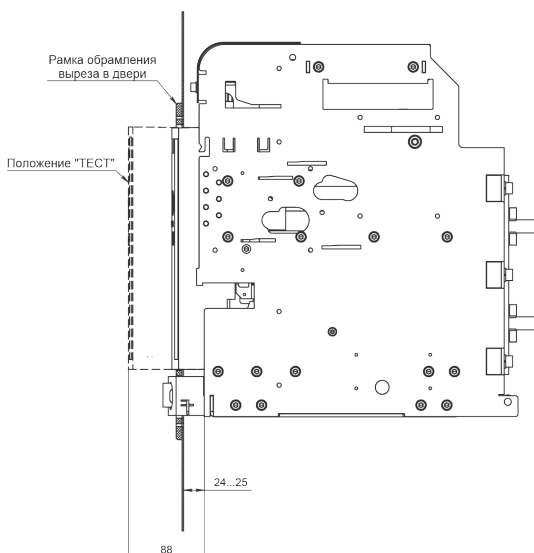 Рамка обрамления
выреза в двери
Положение "ТЕСТ"
24...25
88